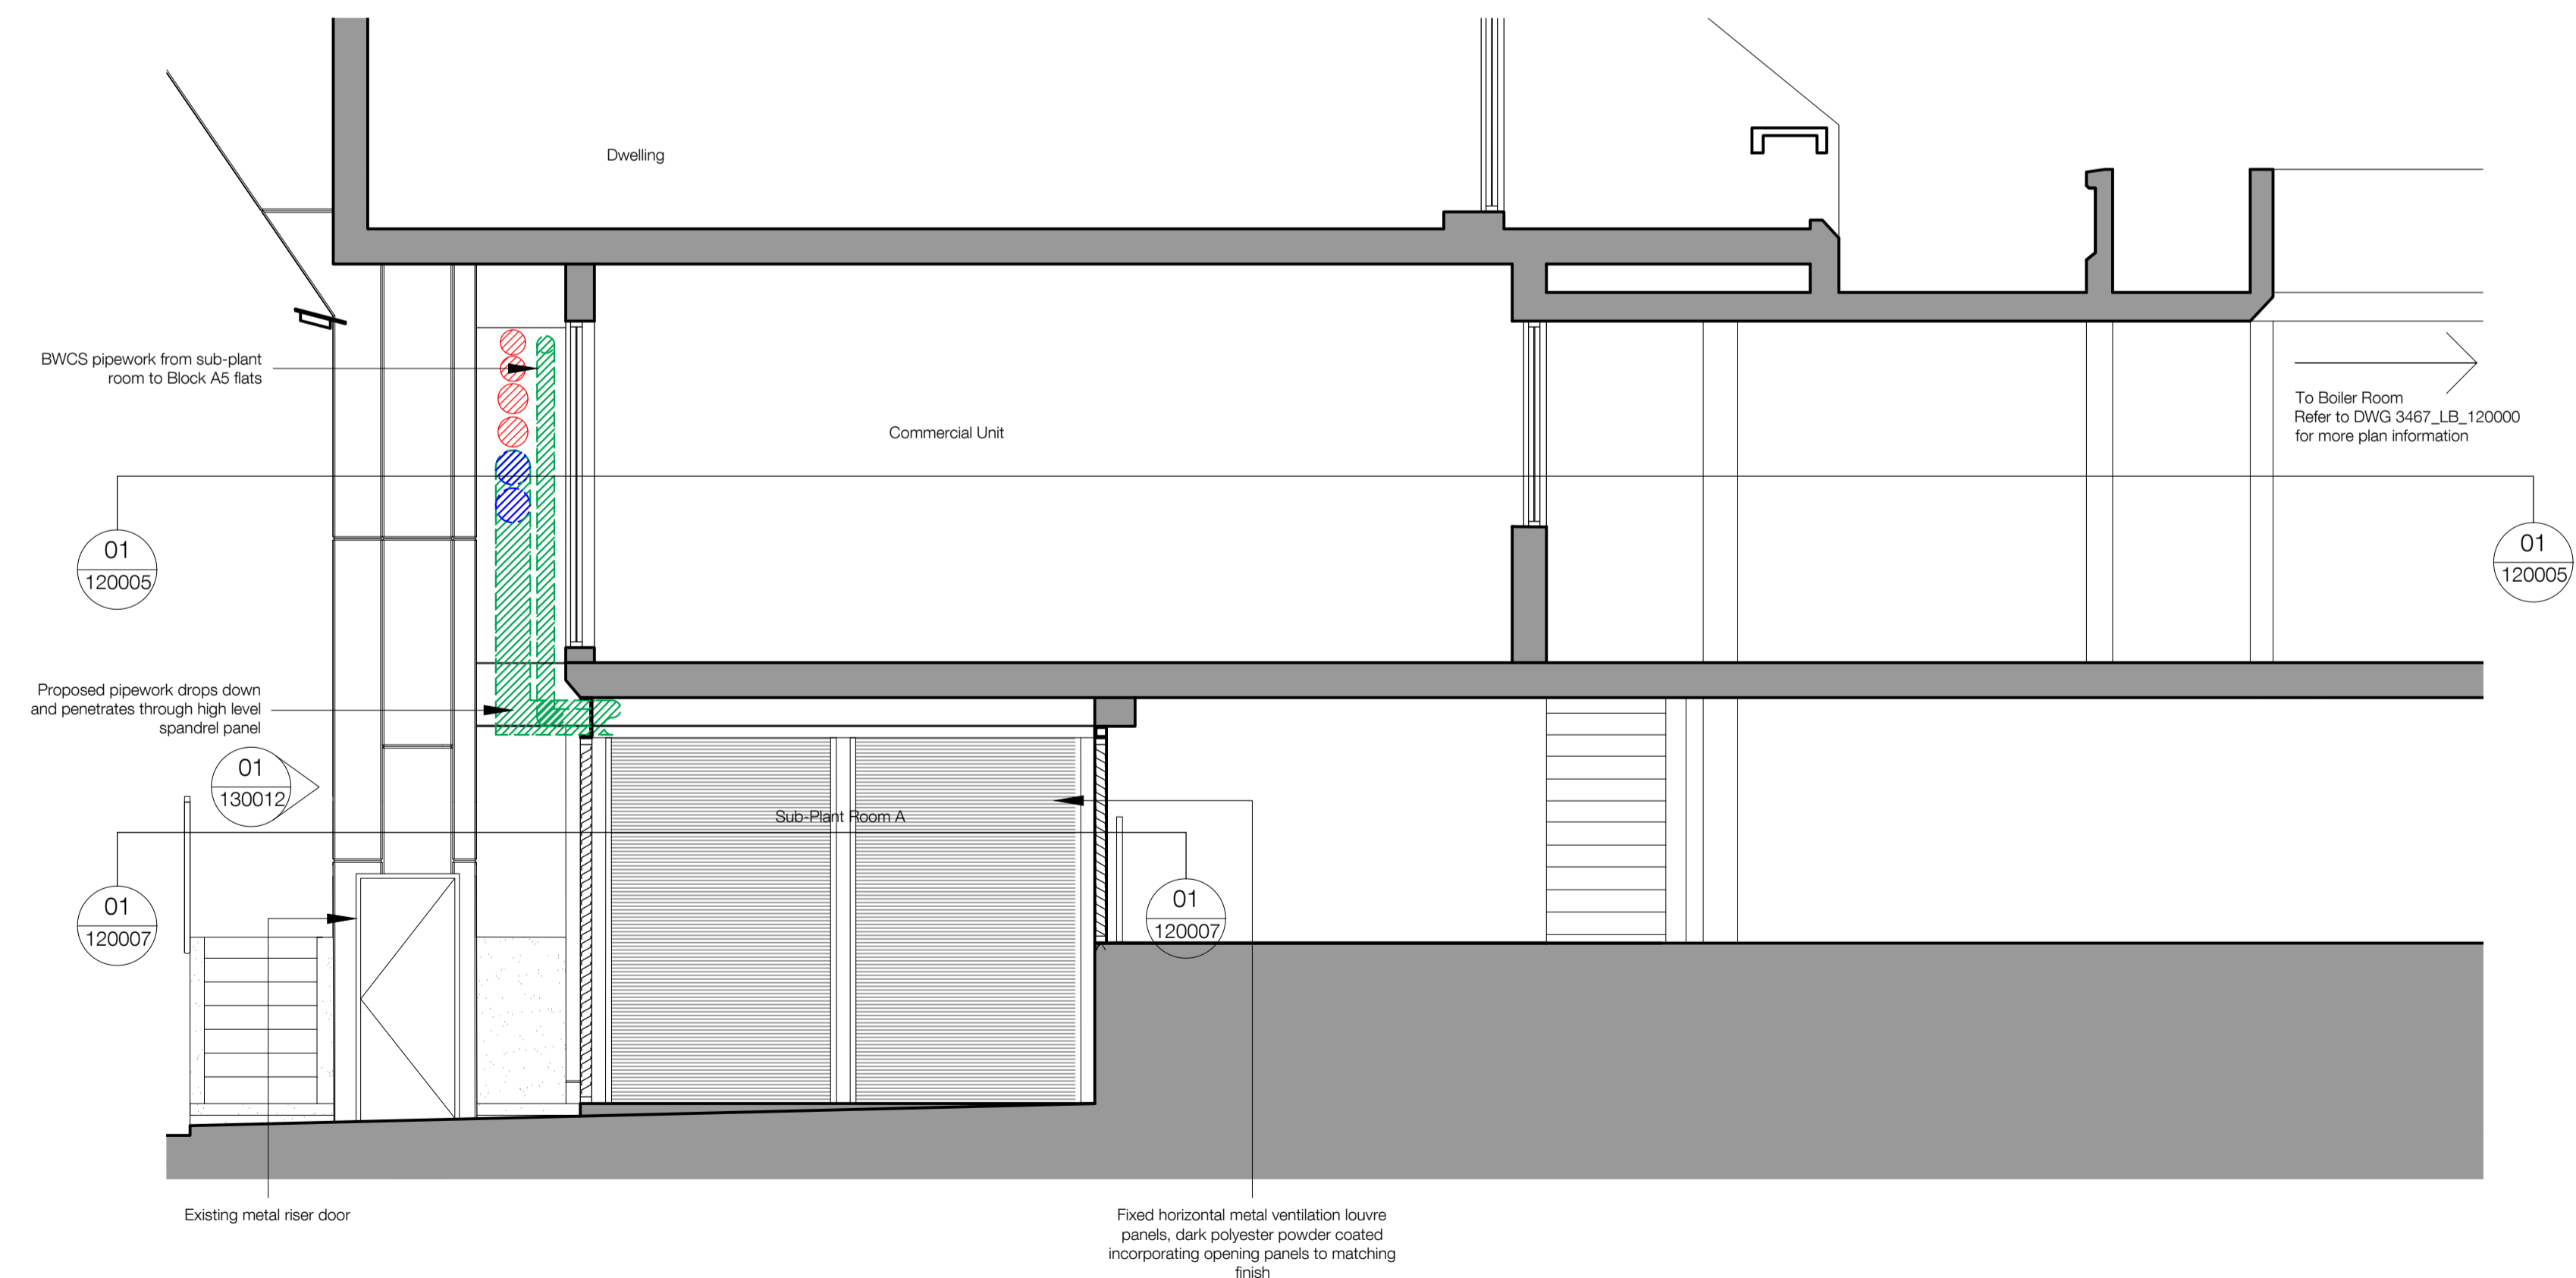 Dwelling
BWCS pipework from sub-plant
room to Block A5 flats
Commercial Unit
To Boiler Room
Refer to DWG 3467_LB_120000
for more plan information
01
120005
01
120005
Proposed pipework drops down
and penetrates through high level
spandrel panel
01
130012
Sub-Plant Room A
01
120007
01
120007
Existing metal riser door
Fixed horizontal metal ventilation louvre
panels, dark polyester powder coated
incorporating opening panels to matching
finish